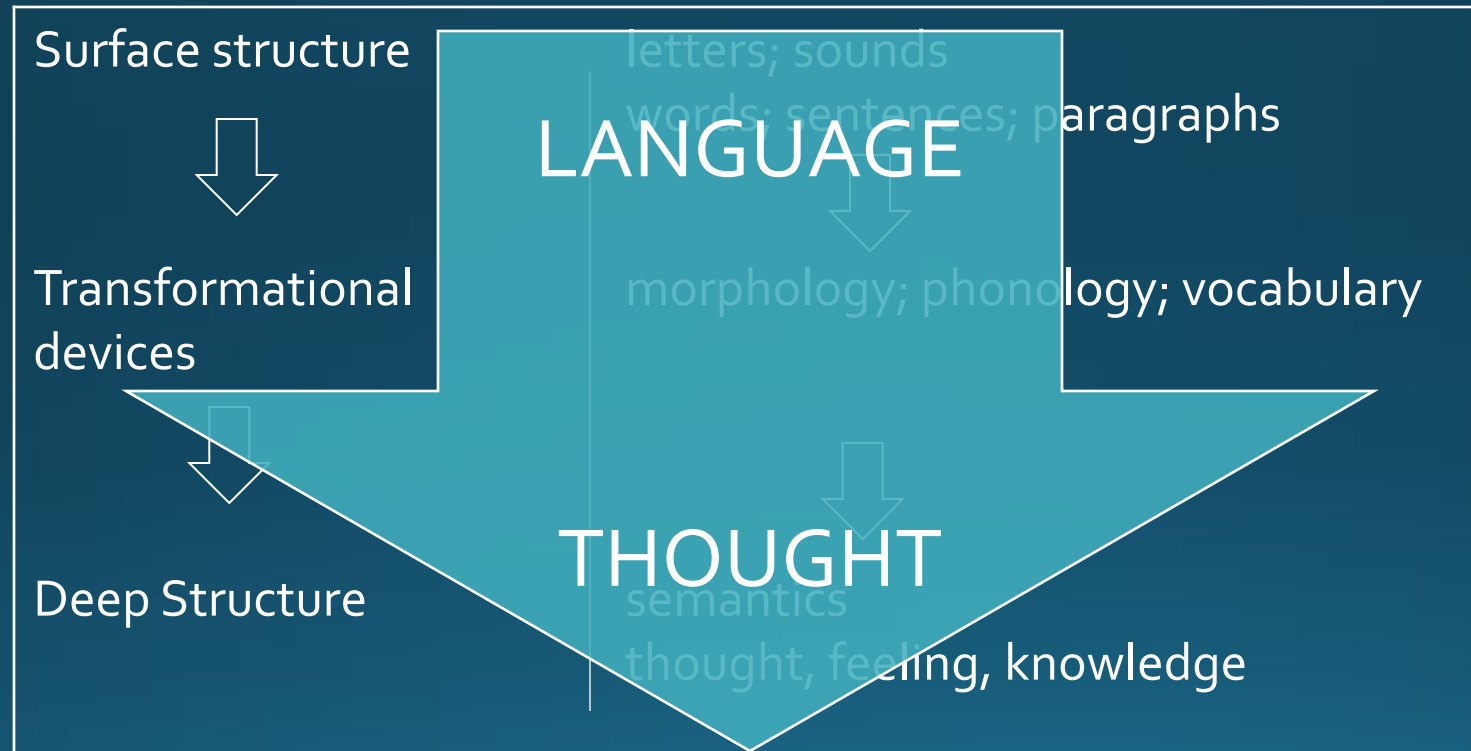 Surface structure
letters; sounds
words; sentences; paragraphs
LANGUAGE
Transformational
devices
morphology; phonology; vocabulary
THOUGHT
Deep Structure
semantics
thought, feeling, knowledge